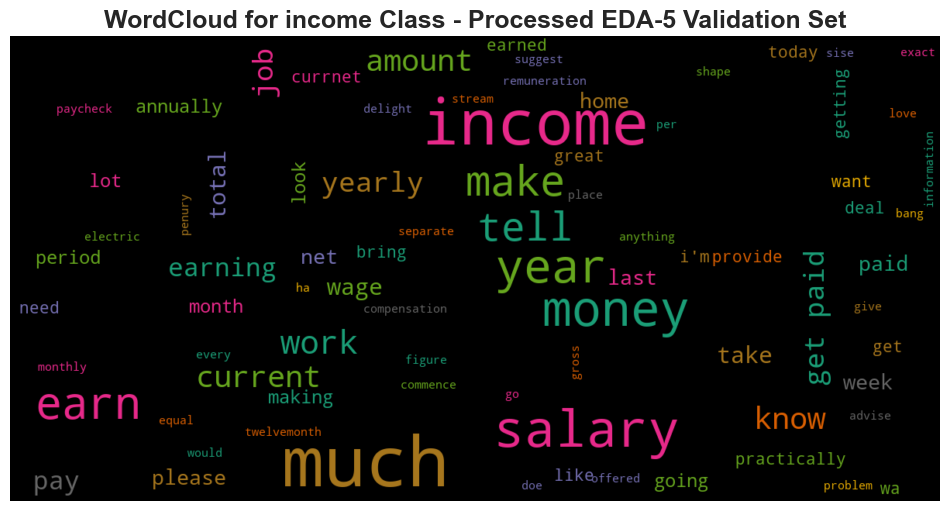 WordCloud for income Class - Processed EDA-5 Validation Set
earned
amount
job
currnet
suggest
today
sise
exact
shape
remuneration
paycheck
annually
delight
stream
home
getting
love
income
per
information
great
total
look
lot
yearly
make
place
want
penury
deal
bang
tell
electric
separate
anything
period
earning
net
bring
year
i'm
provide
paid
last
get paid
need
month
ha
wage
compensation
money
give
work
every
figure
gross
take
get
monthly
current
making
commence
go
week
earn
equal
twelvemonth
salary
know
advise
would
much
practically
pay
please
doe
like
offered
going
problem
wa